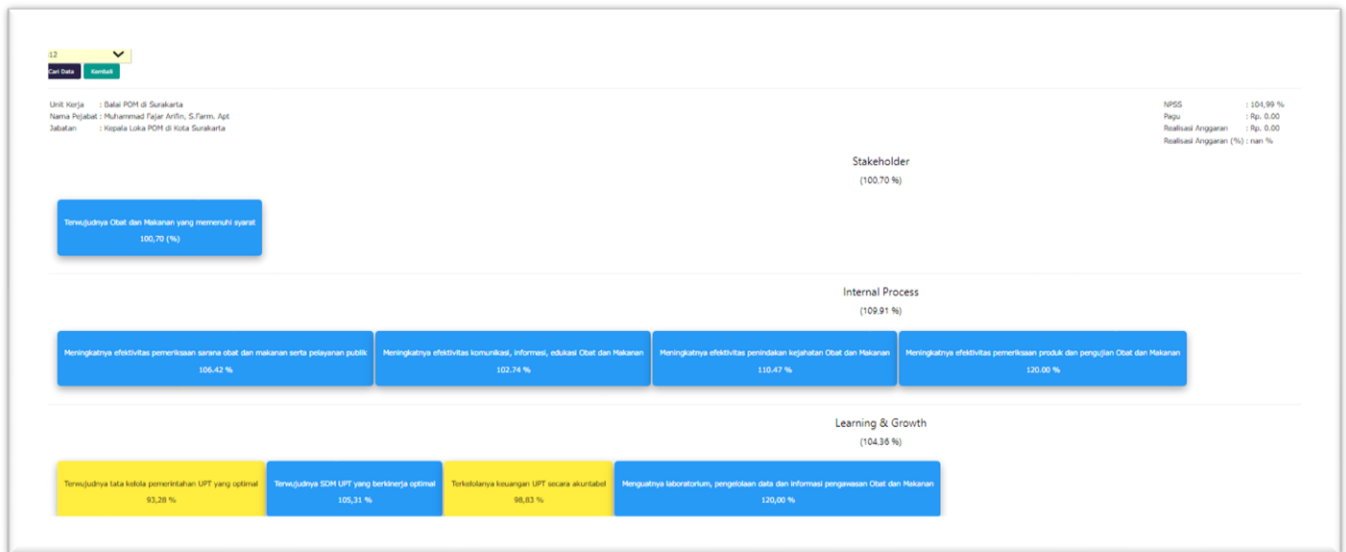 12
Cari Data Kembali
Unit Kerja : Balai POM di Surakarta
Nama Pejabat : Muhammad Fajar Arifin, S.Farm. Apt
Jabatan : Kepala Loka POM di Kota Surakarta
NPSS : 104,99 %
Pagu : Rp. 0.00
Realisasi Anggaran : Rp. 0.00
Realisasi Anggaran (%) : nan %
Stakeholder
(100.70 %)
Terwujudnya Obat dan Makanan yang memenuhi syarat
100,70 (%)
Internal Process
(109.91 %)
Meningkatnya efektivitas pemeriksaan sarana obat dan makanan serta pelayanan publik
106.42 %
Meningkatnya efektivitas komunikasi, informasi, edukasi Obat dan Makanan
102.74 %
Meningkatnya efektivitas penindakan kejahatan Obat dan Makanan
110.47 %
Meningkatnya efektivitas pemeriksaan produk dan pengujian Obat dan Makanan
120.00 %
Learning & Growth
(104.36 %)
Terwujudnya tata kelola pemerintahan UPT yang optimal
93,28 %
Terwujudnya SDM UPT yang berkinerja optimal
105,31 %
Terkelolanya keuangan UPT secara akuntabel
98,83 %
Menguatnya laboratorium, pengelolaan data dan informasi pengawasan Obat dan Makanan
120,00 %